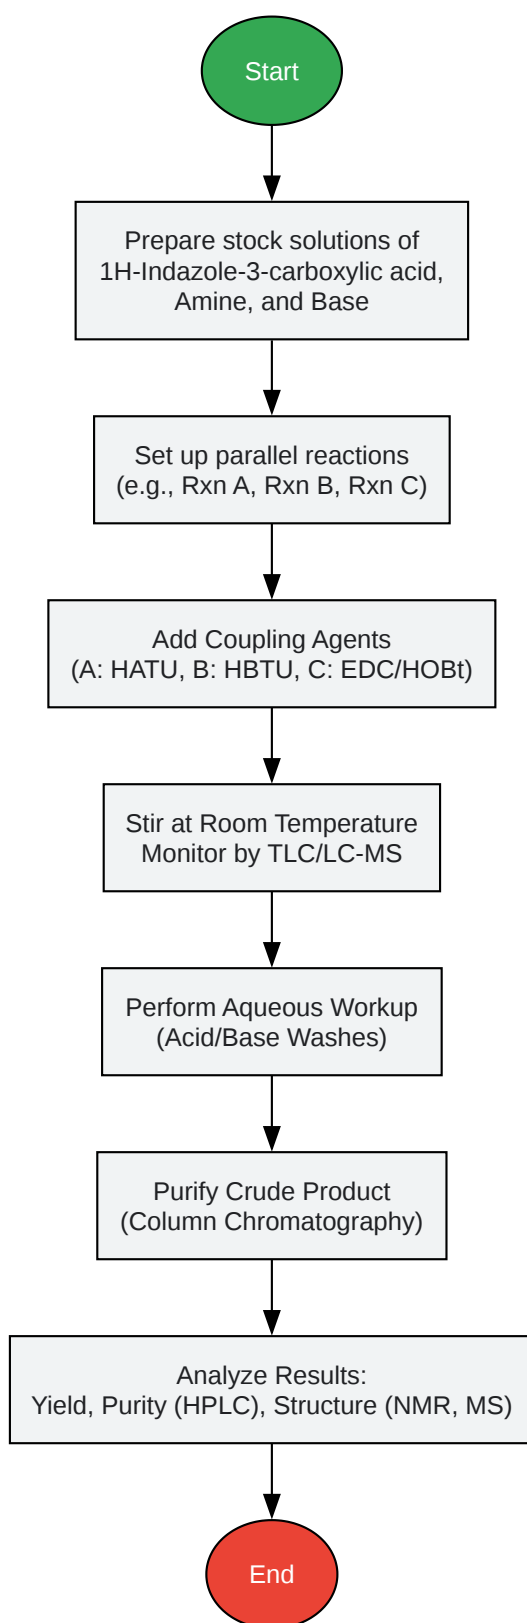 Start
Prepare stock solutions of
1H-Indazole-3-carboxylic acid,
Amine, and Base
Set up parallel reactions
(e.g., Rxn A, Rxn B, Rxn C)
Add Coupling Agents
(A: HATU, B: HBTU, C: EDC/HOBt)
Stir at Room Temperature
Monitor by TLC/LC-MS
Perform Aqueous Workup
(Acid/Base Washes)
Purify Crude Product
(Column Chromatography)
Analyze Results:
Yield, Purity (HPLC), Structure (NMR, MS)
End